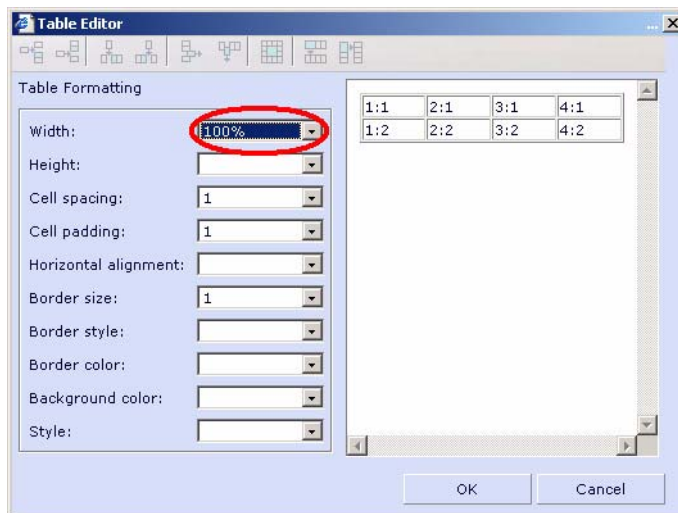 Table Editor
...
Table Formatting
Width: 100%
Height:
Cell spacing: 1
Cell padding: 1
Horizontal alignment:
Border size: 1
Border style:
Border color:
Background color:
Style:
1:1 2:1 3:1 4:1
1:2 2:2 3:2 4:2
OK Cancel